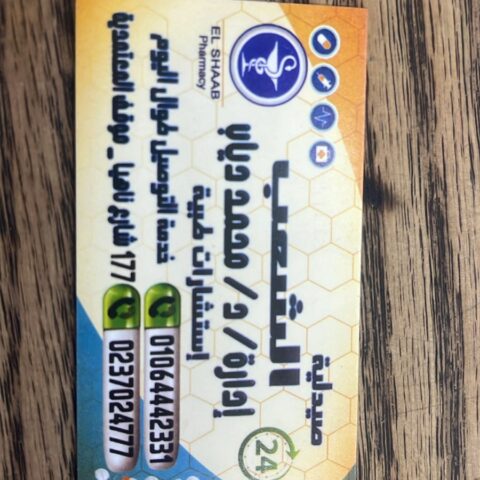 صيدلية
الشعب
EL SHAAB
Pharmacy
إدارة / د / محمد دياب
إستشارات طبية
24
خدمة التوصيل طوال اليوم
01064442331
177 شارع ناهيا _ موقف المعتمدية
0237024777